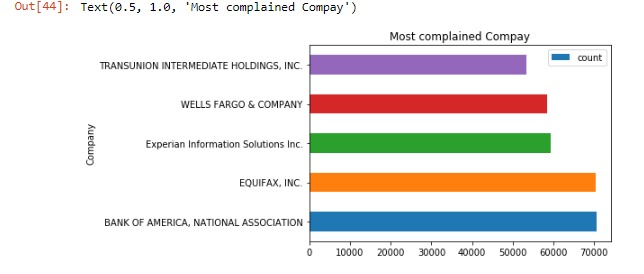 Out[44]: Text(0.5, 1.0, 'Most complained Compay')
Most complained Compay
count
TRANSUNION INTERMEDIATE HOLDINGS, INC.
WELLS FARGO & COMPANY
Experian Information Solutions Inc.
EQUIFAX, INC.
BANK OF AMERICA, NATIONAL ASSOCIATION
Company
0 10000 20000 30000 40000 50000 60000 70000